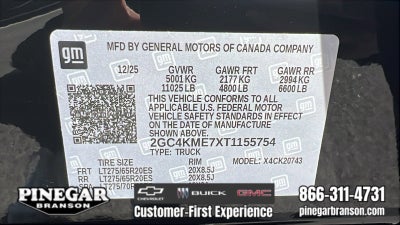 gm
MFD BY GENERAL MOTORS OF CANADA COMPANY
12/25 GVWR GAWR FRT GAWR RR
5001 KG 2177 KG 2994 KG
11025 LB 4800 LB 6600 LB
THIS VEHICLE CONFORMS TO ALL
APPLICABLE U.S. FEDERAL MOTOR
VEHICLE SAFETY STANDARDS IN EFFECT
ON THE DATE OF MANUFACTURE
SHOWN ABOVE.
2GC4KME7XT1155754
TYPE: TRUCK
MODEL: X4CK20743
TIRE SIZE RIM
FRT LT275/65R20ES 20X8.5J
RR LT275/65R20ES 20X8.5J
PINEGAR
BRANSON
CHEVROLET BUICK GMC
Customer-First Experience
866-311-4731
pinegarbranson.com